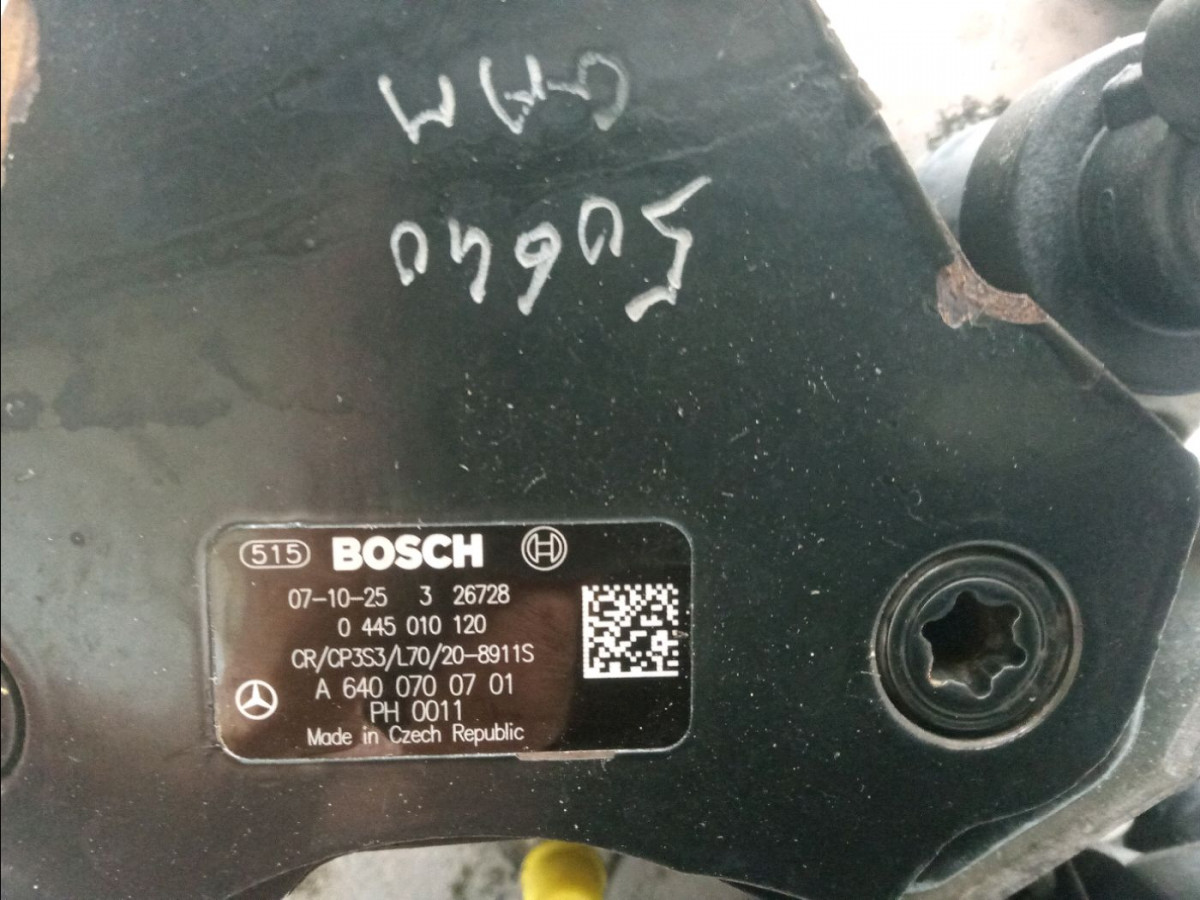 50640
515 BOSCH
07-10-25 3 26728
0 445 010 120
CR/CP3S3/L70/20-8911S
A 640 070 07 01
PH 0011
Made in Czech Republic